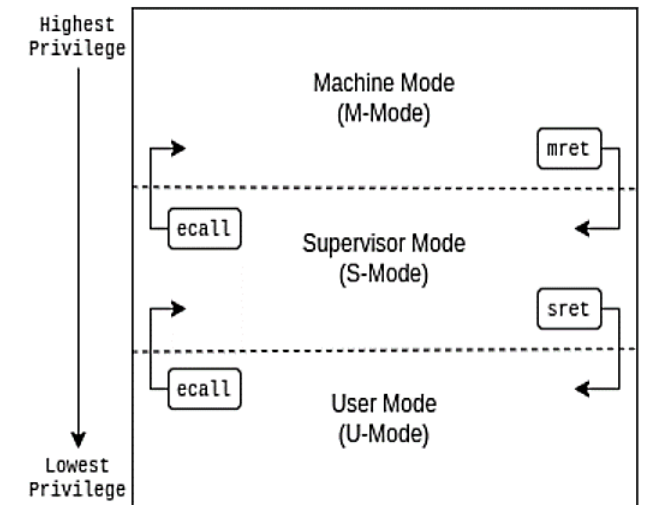 Highest
Privilege
Machine Mode
(M-Mode)
mret
ecall
Supervisor Mode
(S-Mode)
sret
ecall
User Mode
(U-Mode)
Lowest
Privilege